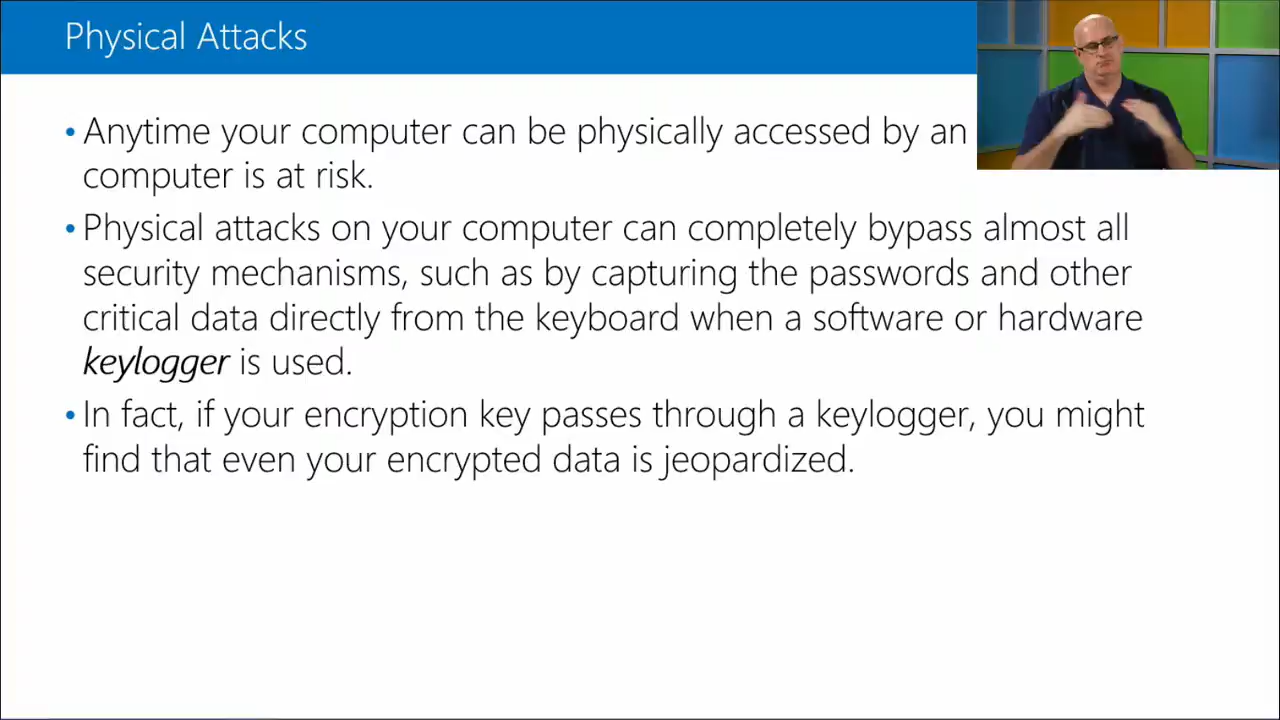 Physical Attacks
• Anytime your computer can be physically accessed by an
computer is at risk.
• Physical attacks on your computer can completely bypass almost all
security mechanisms, such as by capturing the passwords and other
critical data directly from the keyboard when a software or hardware
keylogger is used.
• In fact, if your encryption key passes through a keylogger, you might
find that even your encrypted data is jeopardized.